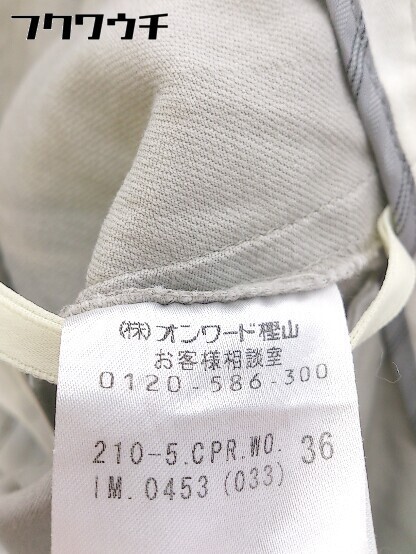 フクワウチ
(株)オンワード樫山
お客様相談室
0120-586-300
210-5.CPR.WO. 36
IM.0453 (033)